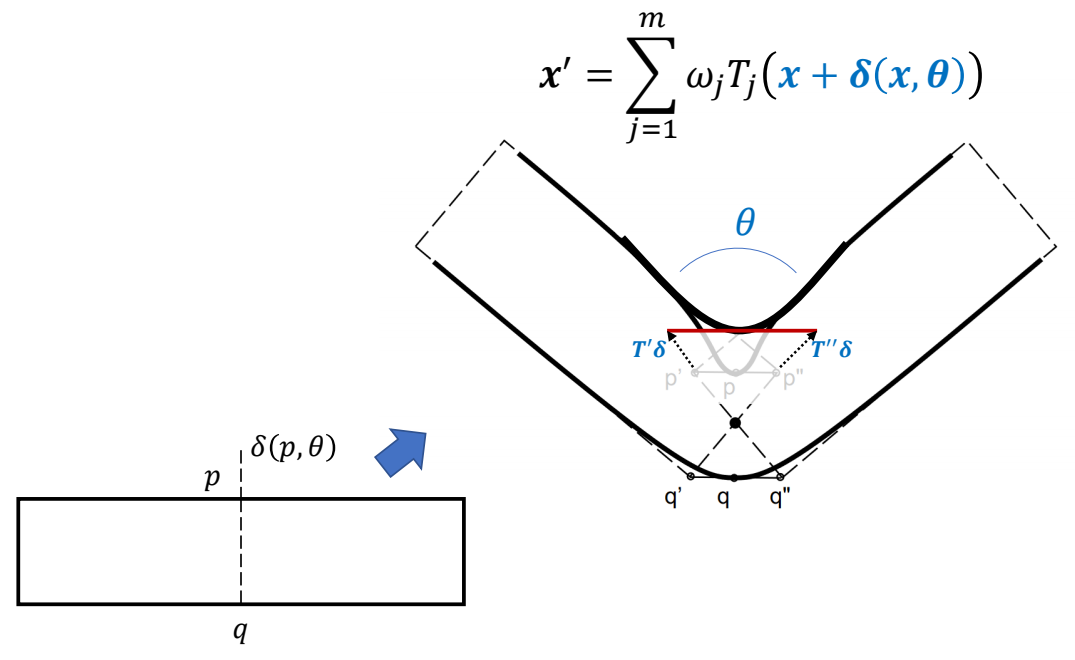 x′ = ∑_{j=1}^{m} ω_j T_j(x + δ(x, θ))
θ
T′δ T′′δ
p' p p"
δ(p, θ)
p
q' q q"
q